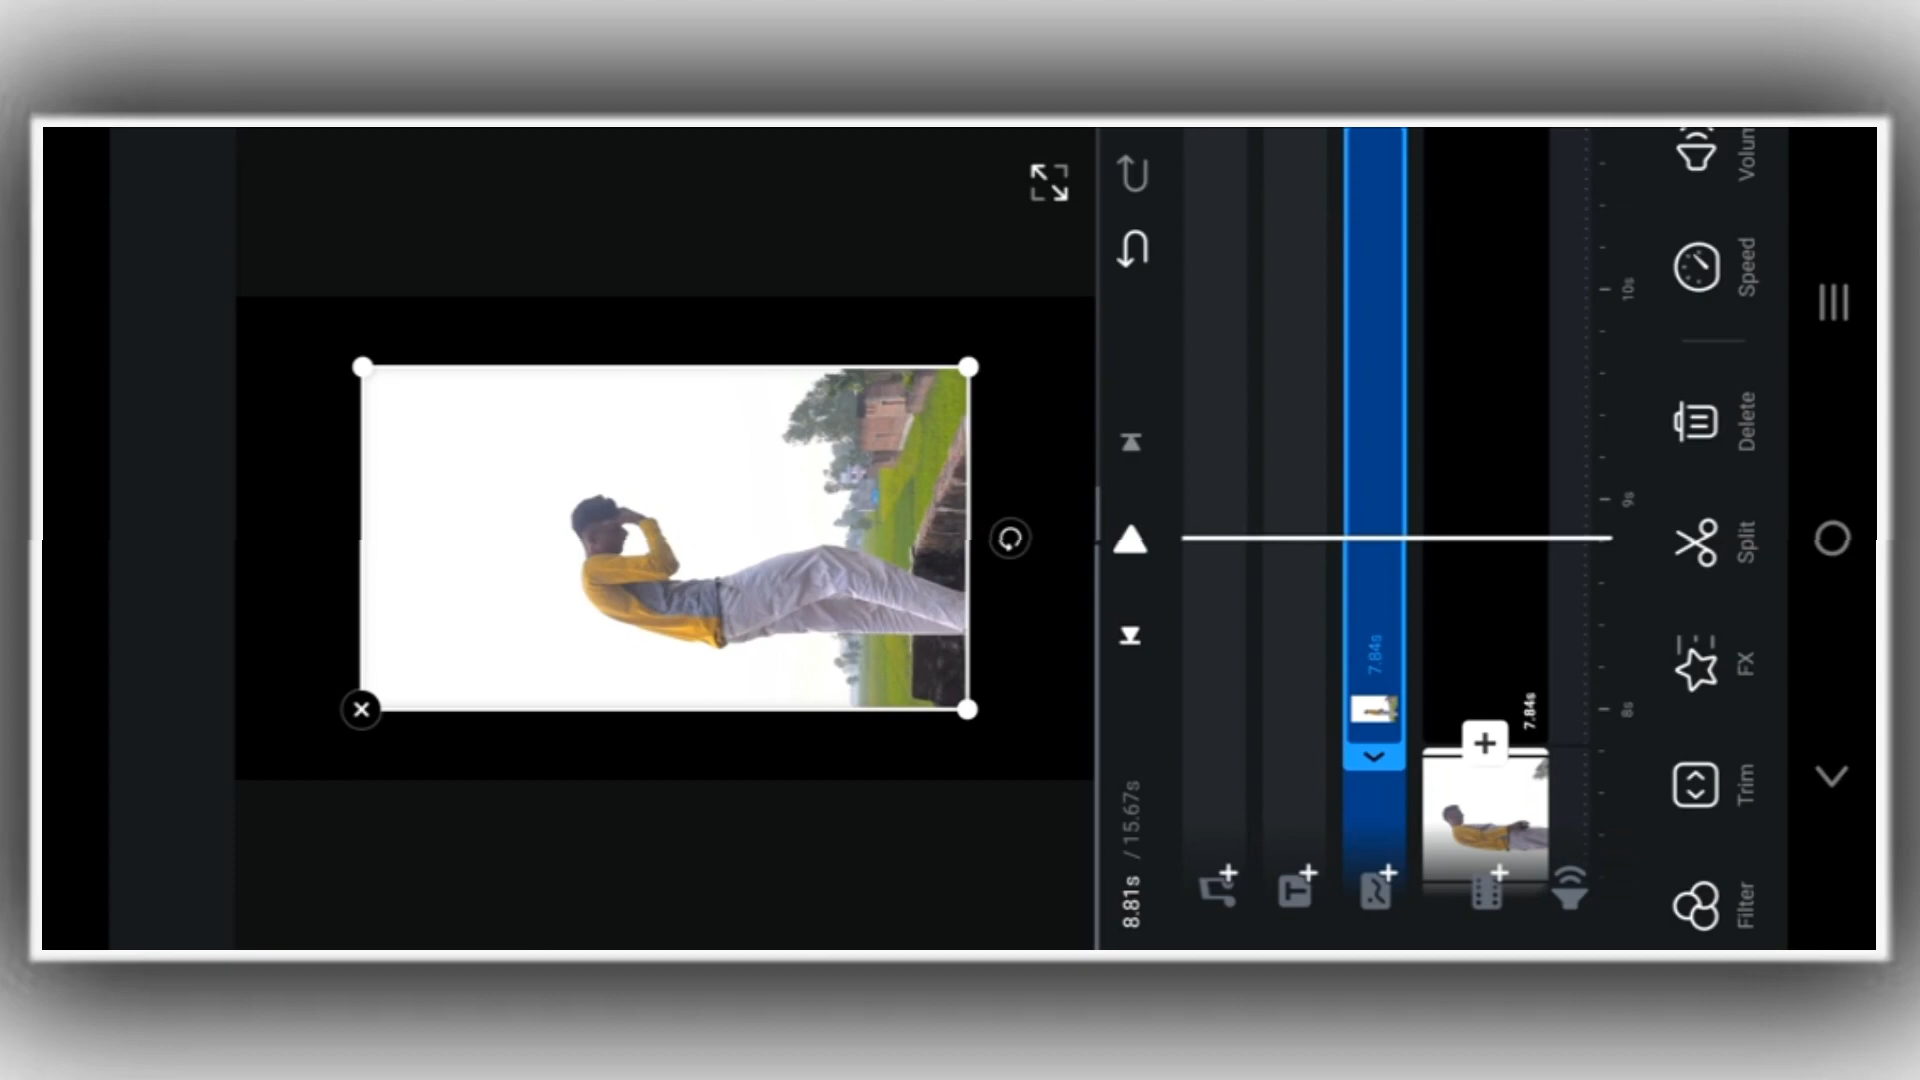 8.81s / 15.67s
7.84s
7.84s
8s
9s
10s
Filter
Trim
FX
Split
Delete
Speed
Volum